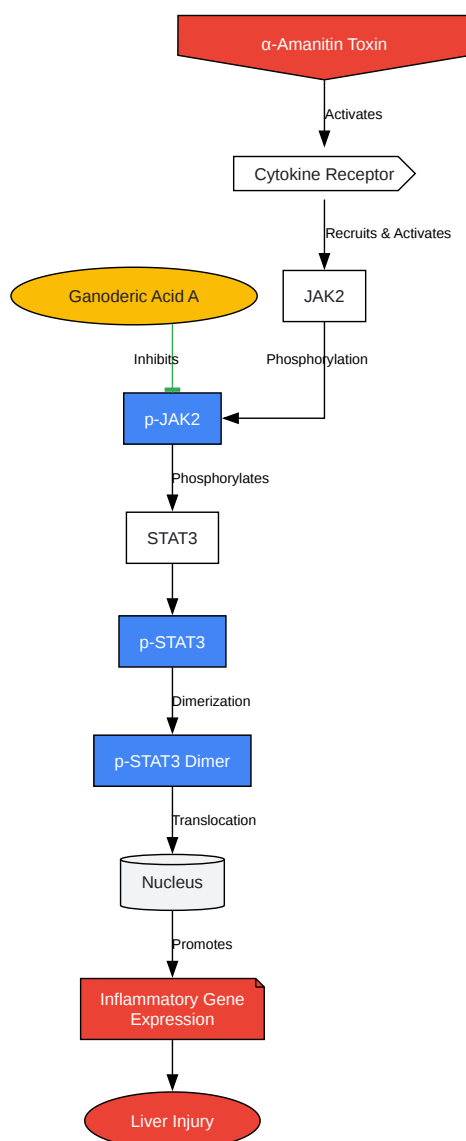 α-Amanitin Toxin
Activates
Cytokine Receptor
Recruits & Activates
Ganoderic Acid A
JAK2
Inhibits
Phosphorylation
p-JAK2
Phosphorylates
STAT3
p-STAT3
Dimerization
p-STAT3 Dimer
Translocation
Nucleus
Promotes
Inflammatory Gene
Expression
Liver Injury